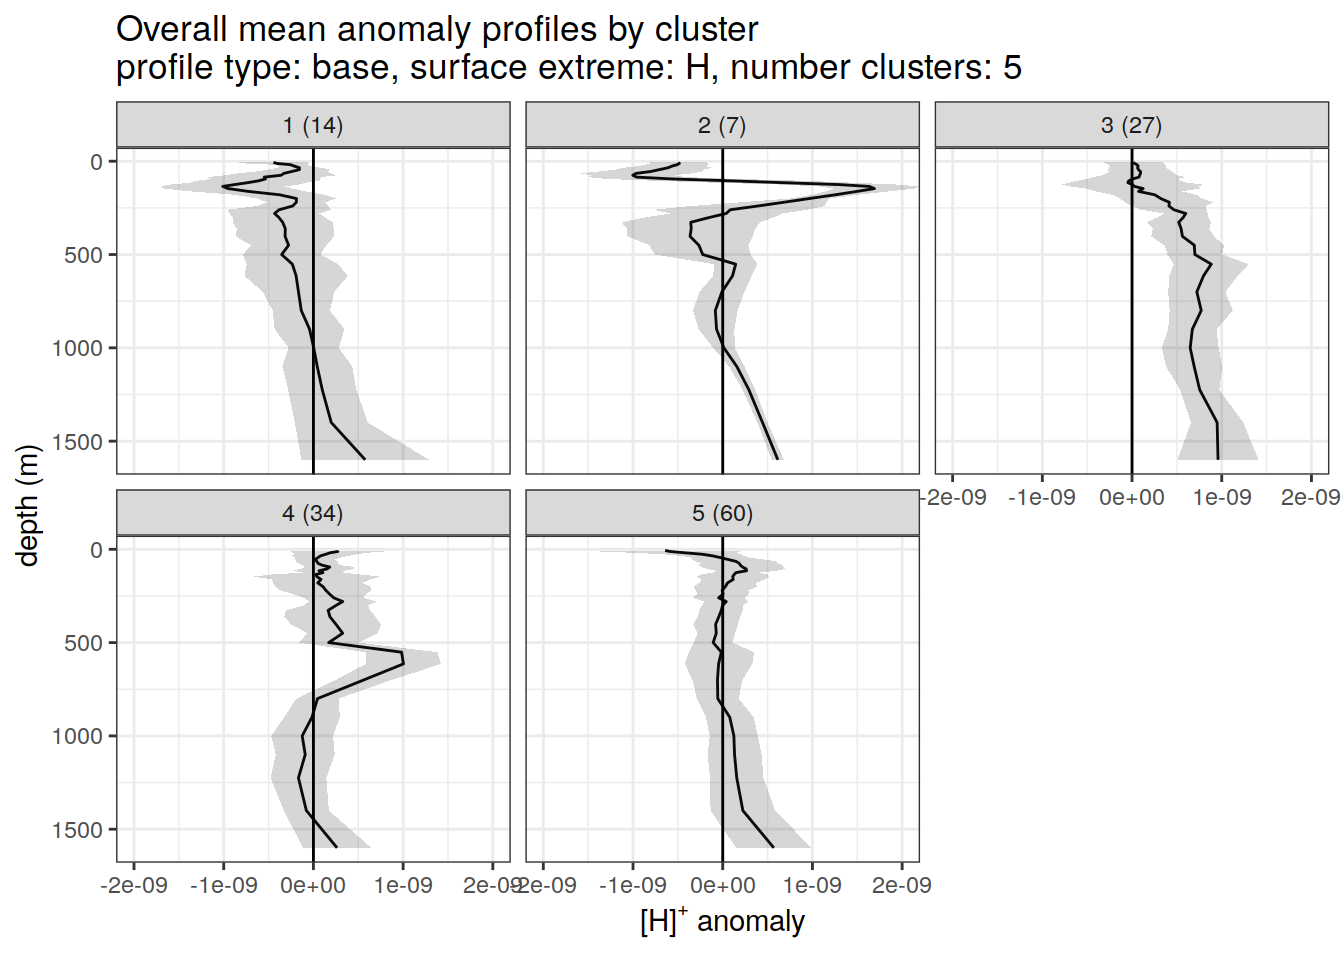 Overall mean anomaly profiles by cluster
profile type: base, surface extreme: H, number clusters: 5
1 (14)
2 (7)
3 (27)
0
500
1000
1500
-2e-09 -1e-09 0e+00 1e-09 2e-09
4 (34)
5 (60)
0
500
1000
1500
-2e-09 -1e-09 0e+00 1e-09 2e-09
-2e-09 -1e-09 0e+00 1e-09 2e-09
depth (m)
[H]⁺ anomaly